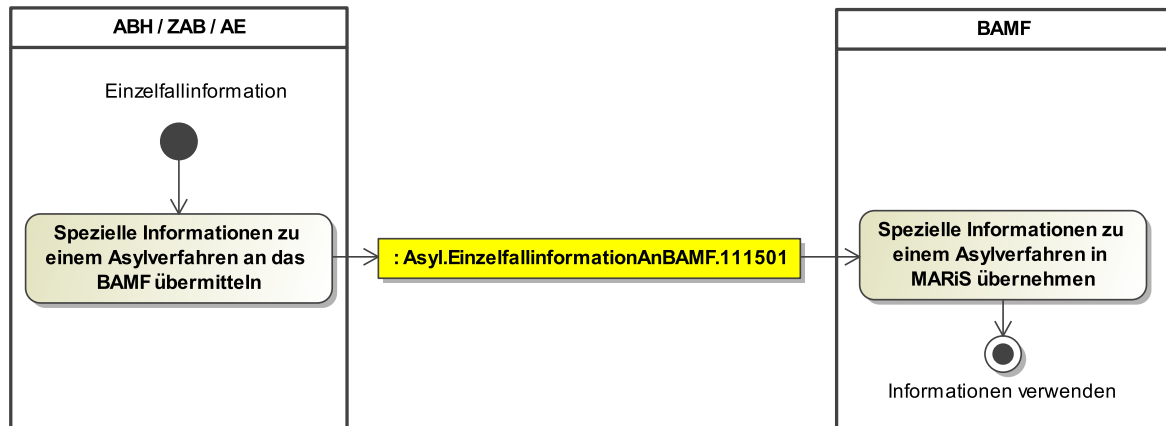 ABH / ZAB / AE
BAMF
Einzelfallinformation
Spezielle Informationen zu
einem Asylverfahren an das
BAMF übermitteln
: Asyl.EinzelfallinformationAnBAMF.111501
Spezielle Informationen zu
einem Asylverfahren in
MARiS übernehmen
Informationen verwenden